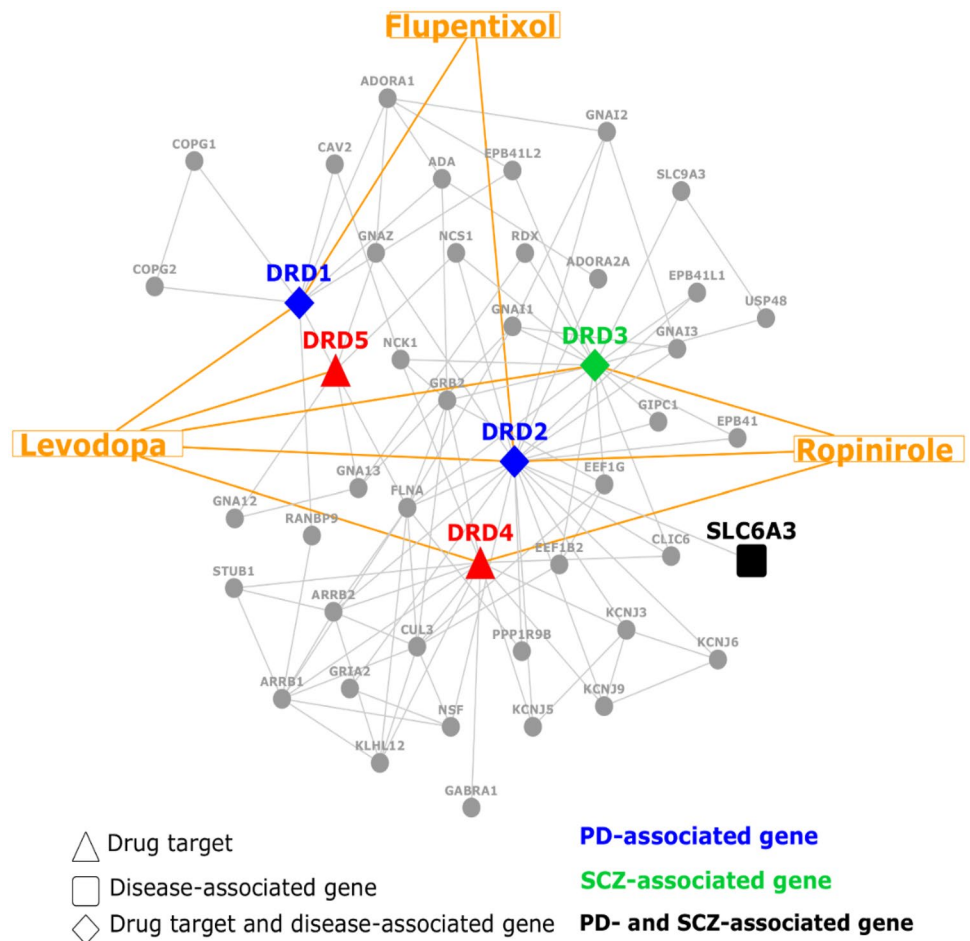 Flupentixol
ADORA1
GNAI2
COPG1
CAV2
ADA
EPB41L2
SLC9A3
GNAZ
NCS1
RDX
ADORA2A
COPG2
DRD1
EPB41L1
USP48
GNAI1
DRD5
DRD3
GNAI3
NCK1
GRB2
GIPC1
EPB41
DRD2
Levodopa
Ropinirole
GNA13
EEF1G
FLNA
GNA12
RANBP9
DRD4
SLC6A3
EEF1B2
CLIC6
STUB1
ARRB2
CUL3
PPP1R9B
KCNJ3
KCNJ6
ARRB1
GRIA2
NSF
KCNJ5
KCNJ9
KLHL12
GABRA1
Drug target
PD-associated gene
Disease-associated gene
SCZ-associated gene
Drug target and disease-associated gene
PD- and SCZ-associated gene